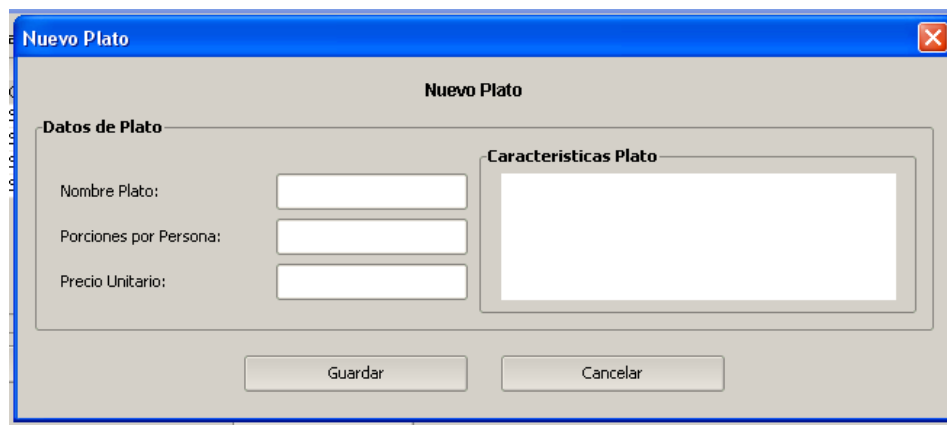 Nuevo Plato
Nuevo Plato
Datos de Plato
Caracteristicas Plato
Nombre Plato:
Porciones por Persona:
Precio Unitario:
Guardar
Cancelar